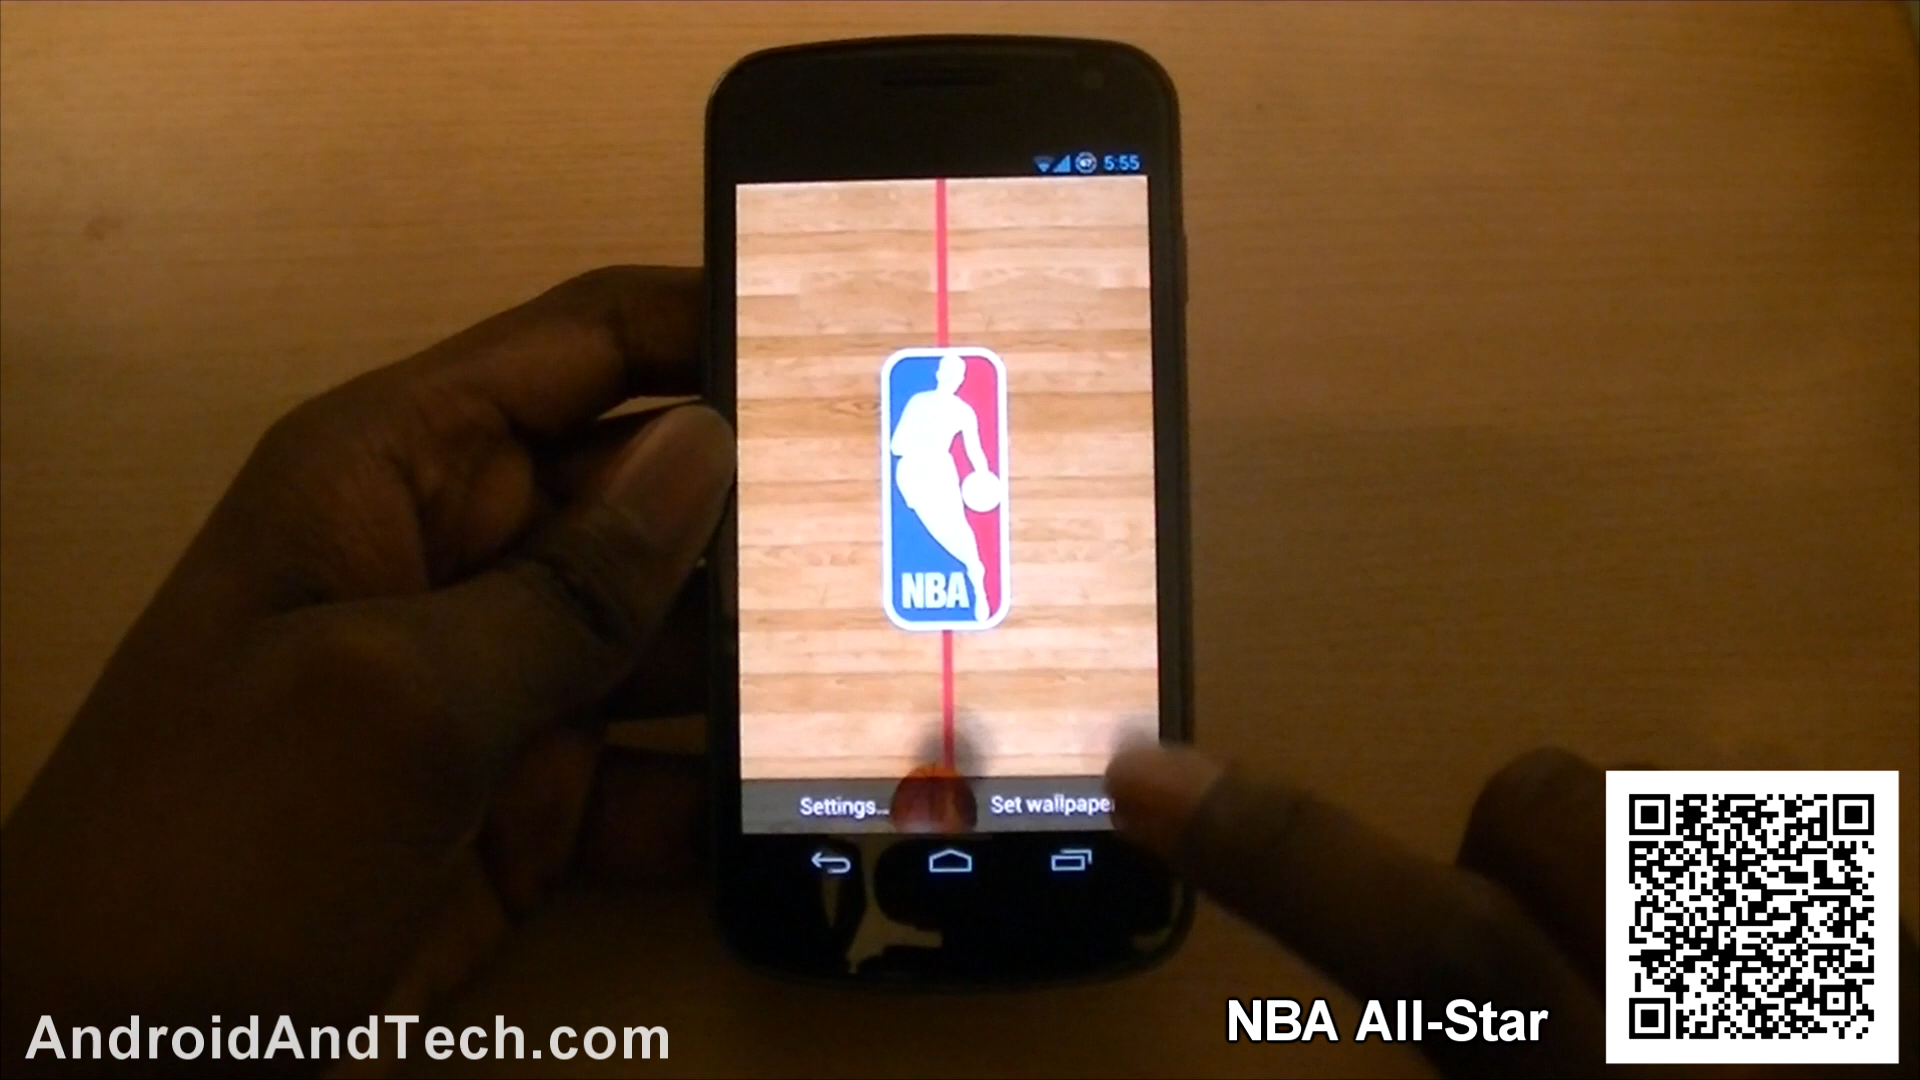 5:55
NBA
Settings...
Set wallpaper
AndroidAndTech.com
NBA All-Star